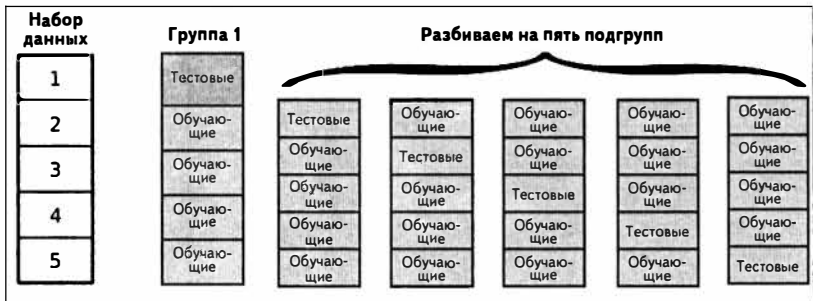 Набор
данных
1
2
3
4
5
Группа 1
Тестовые
Обучаю-
щие
Обучаю-
щие
Обучаю-
щие
Обучаю-
щие
Разбиваем на пять подгрупп
Тестовые
Обучаю-
щие
Обучаю-
щие
Обучаю-
щие
Обучаю-
щие
Обучаю-
щие
Тестовые
Обучаю-
щие
Обучаю-
щие
Обучаю-
щие
Обучаю-
щие
Обучаю-
щие
Тестовые
Обучаю-
щие
Обучаю-
щие
Обучаю-
щие
Обучаю-
щие
Обучаю-
щие
Тестовые
Обучаю-
щие
Обучаю-
щие
Обучаю-
щие
Обучаю-
щие
Обучаю-
щие
Тестовые